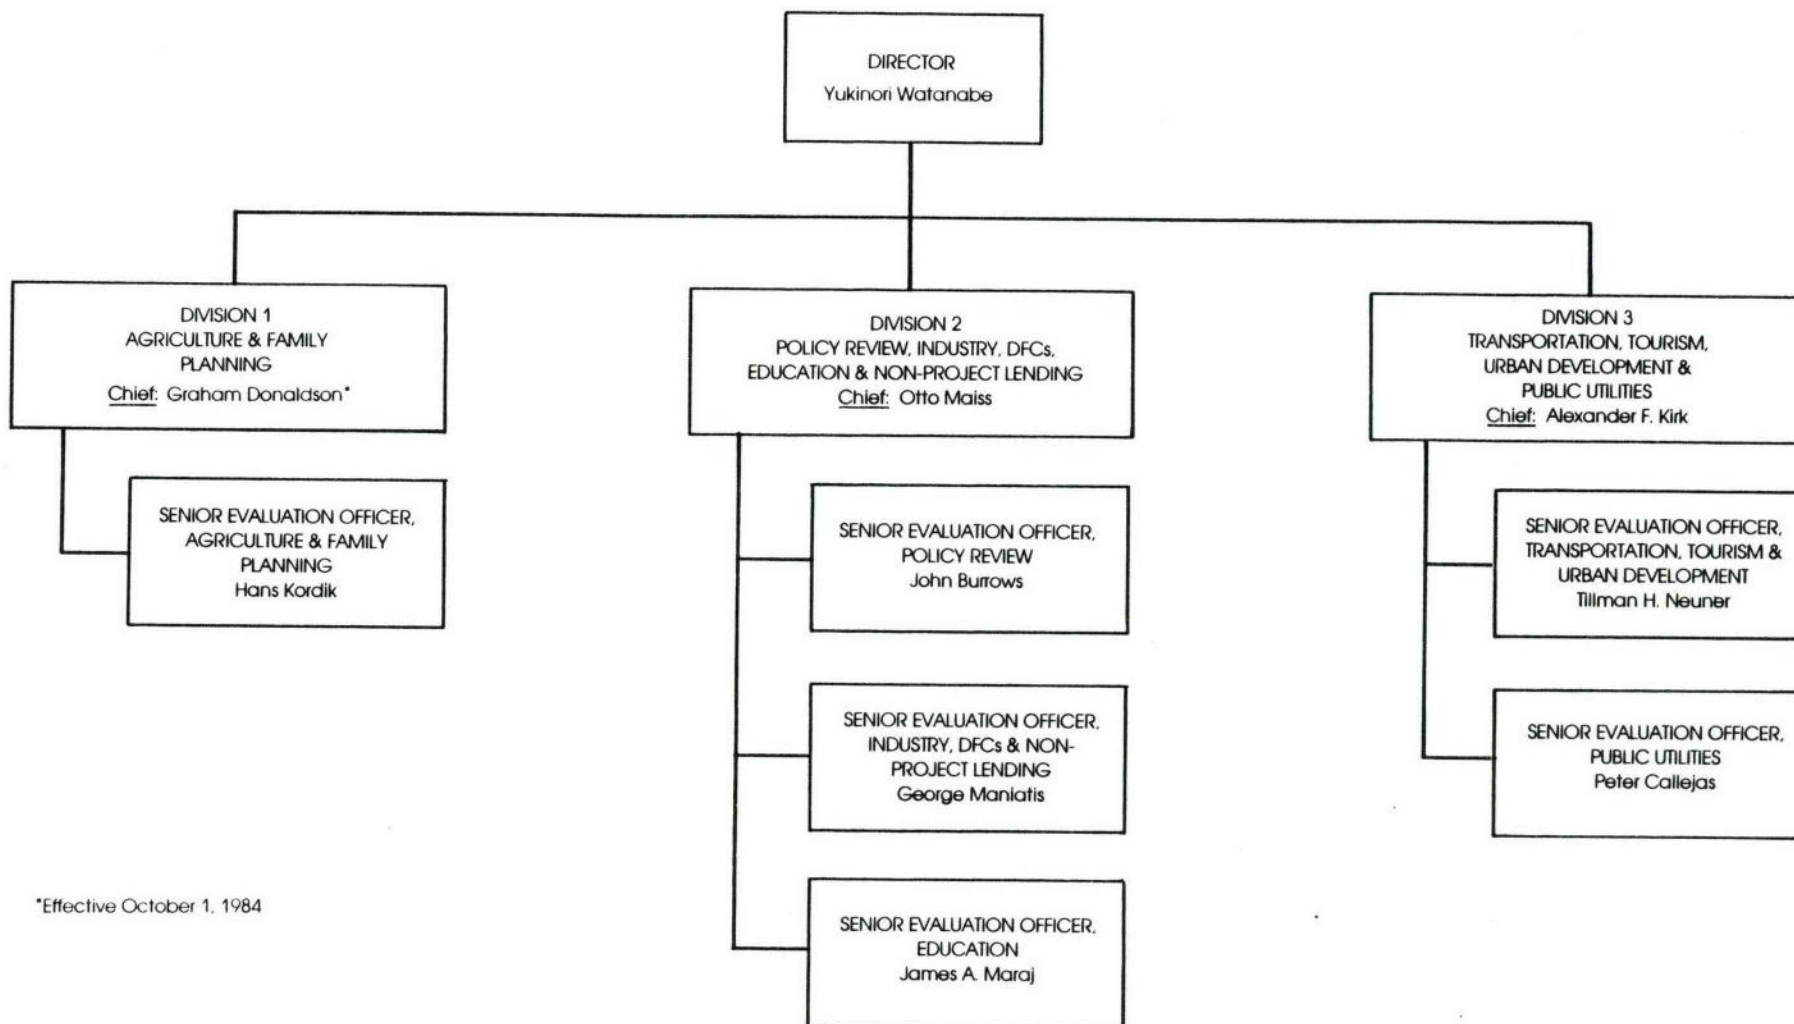 DIRECTOR
Yukinori Watanabe
DIVISION 1
AGRICULTURE & FAMILY
PLANNING
Chief: Graham Donaldson*
SENIOR EVALUATION OFFICER,
AGRICULTURE & FAMILY
PLANNING
Hans Kordik
DIVISION 2
POLICY REVIEW, INDUSTRY, DFCs,
EDUCATION & NON-PROJECT LENDING
Chief: Otto Maiss
SENIOR EVALUATION OFFICER,
POLICY REVIEW
John Burrows
SENIOR EVALUATION OFFICER,
INDUSTRY, DFCs & NON-
PROJECT LENDING
George Maniatis
SENIOR EVALUATION OFFICER,
EDUCATION
James A. Maraj
DIVISION 3
TRANSPORTATION, TOURISM,
URBAN DEVELOPMENT &
PUBLIC UTILITIES
Chief: Alexander F. Kirk
SENIOR EVALUATION OFFICER,
TRANSPORTATION, TOURISM &
URBAN DEVELOPMENT
Tillman H. Neuner
SENIOR EVALUATION OFFICER,
PUBLIC UTILITIES
Peter Callejas
*Effective October 1, 1984